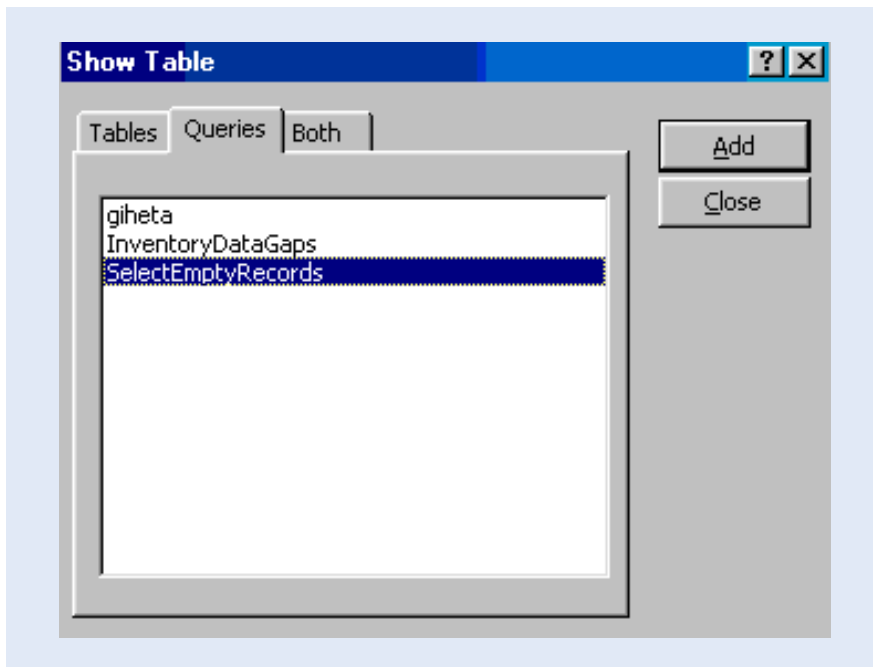 Show Table
Tables Queries Both
Add
Close
giheta
InventoryDataGaps
SelectEmptyRecords